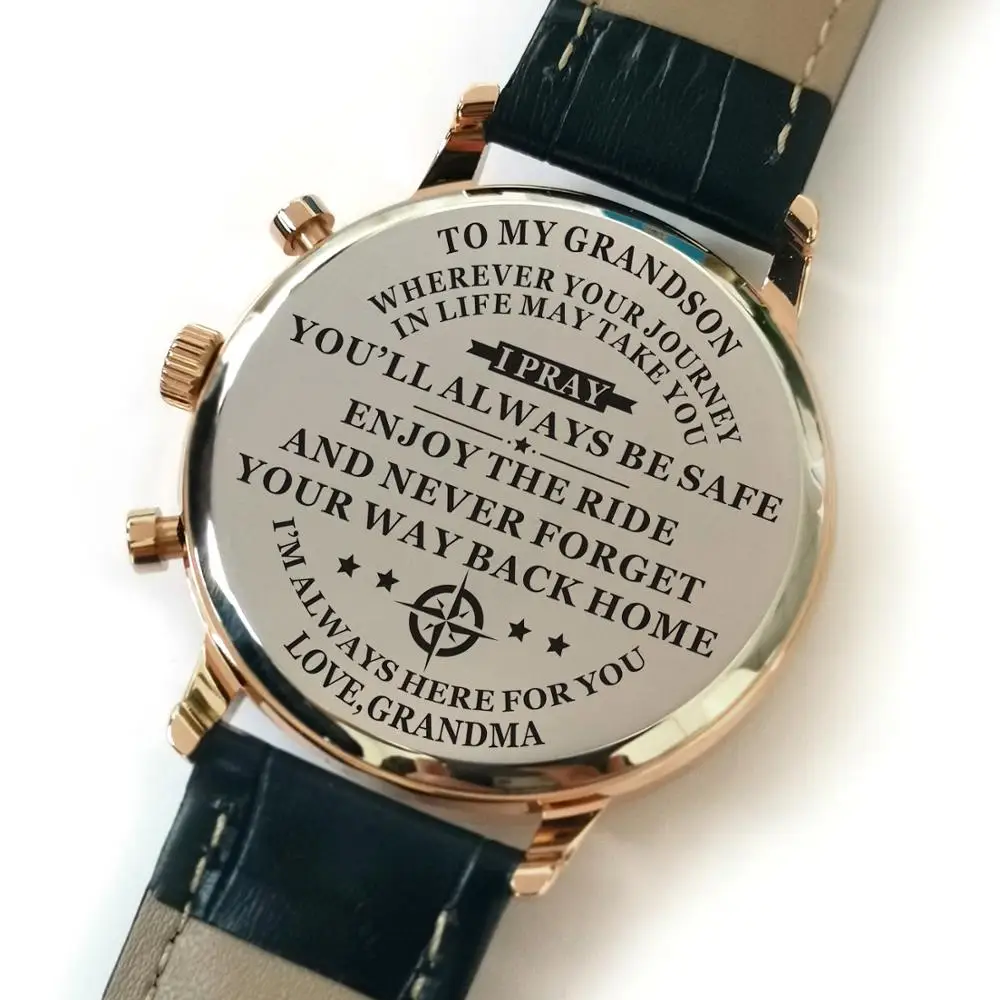 TO MY GRANDSON
WHEREVER YOUR JOURNEY
IN LIFE MAY TAKE YOU
I PRAY
YOU'LL ALWAYS BE SAFE
ENJOY THE RIDE
AND NEVER FORGET
YOUR WAY BACK HOME
I'M ALWAYS HERE FOR YOU
LOVE,GRANDMA